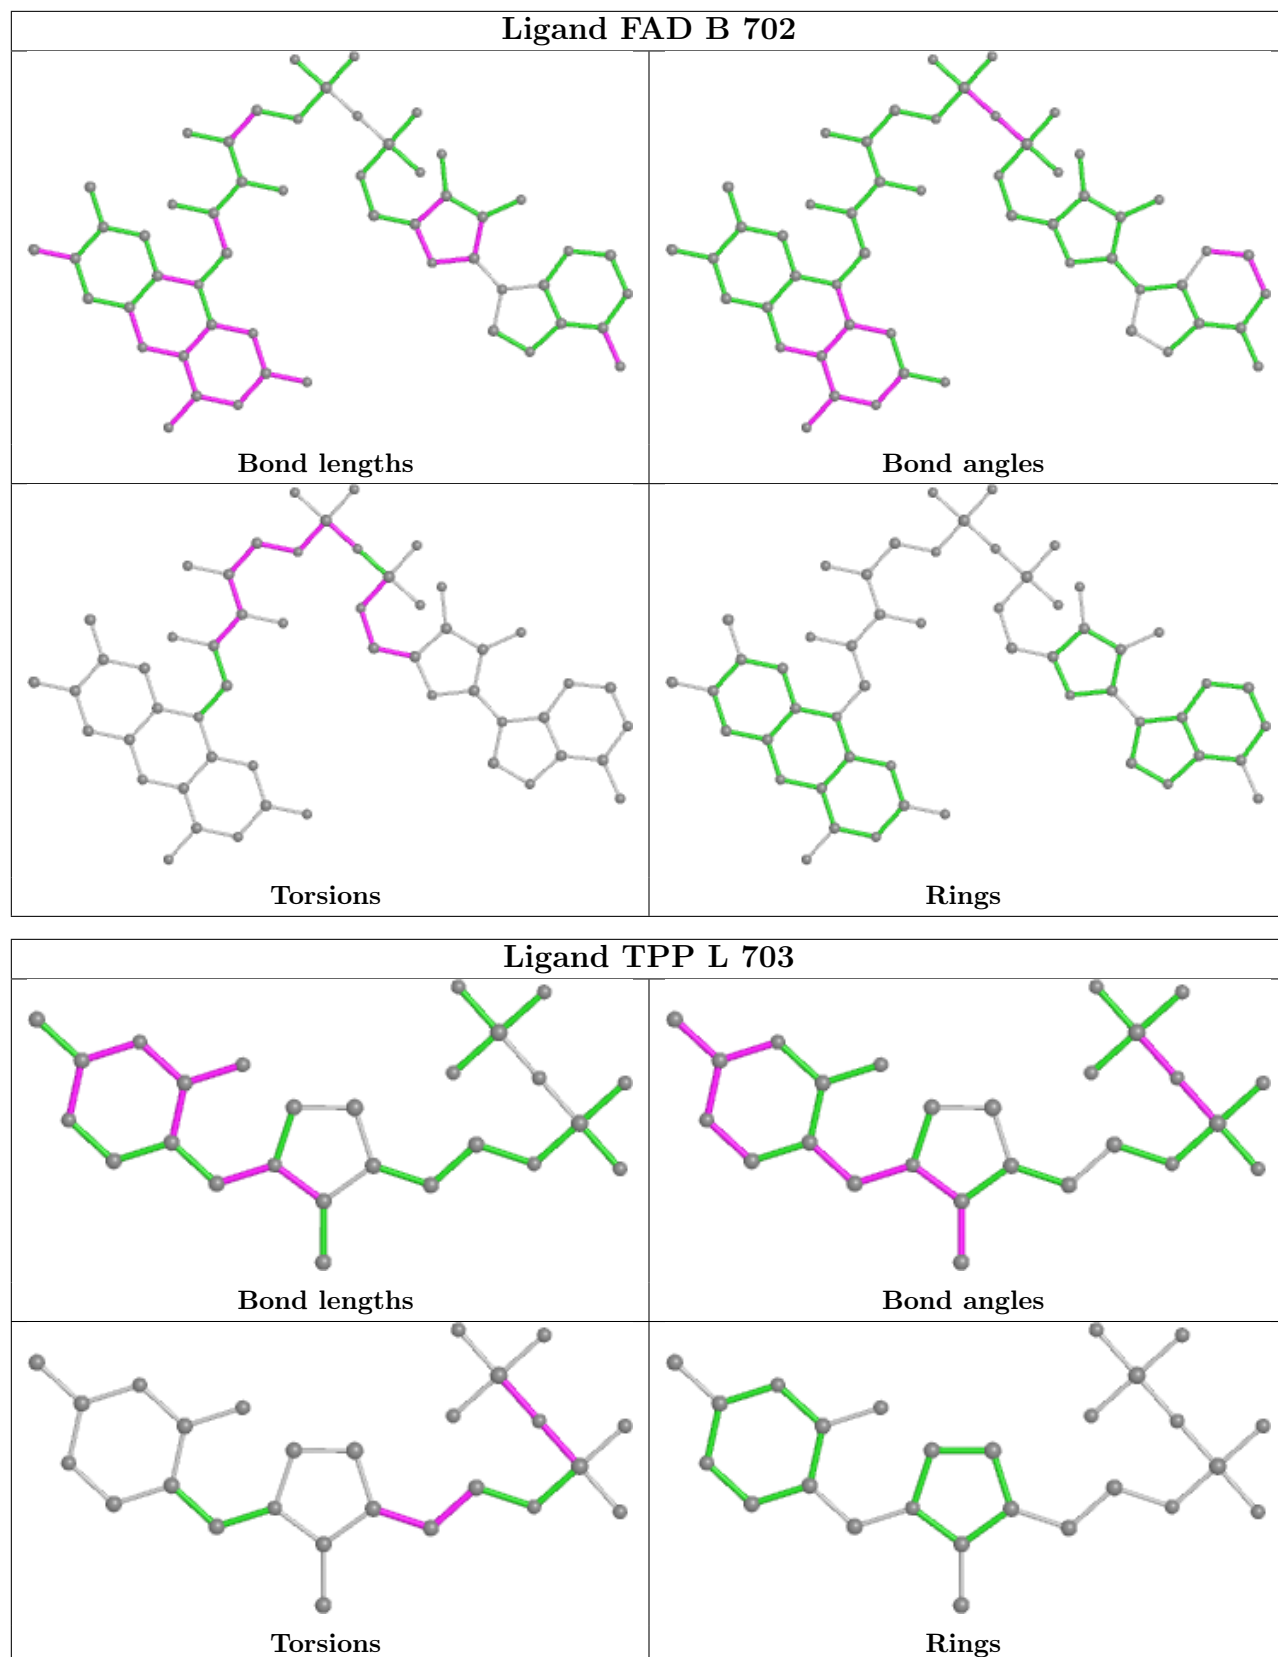 Ligand FAD B 702
Bond lengths
Bond angles
Torsions
Rings
Ligand TPP L 703
Bond lengths
Bond angles
Torsions
Rings